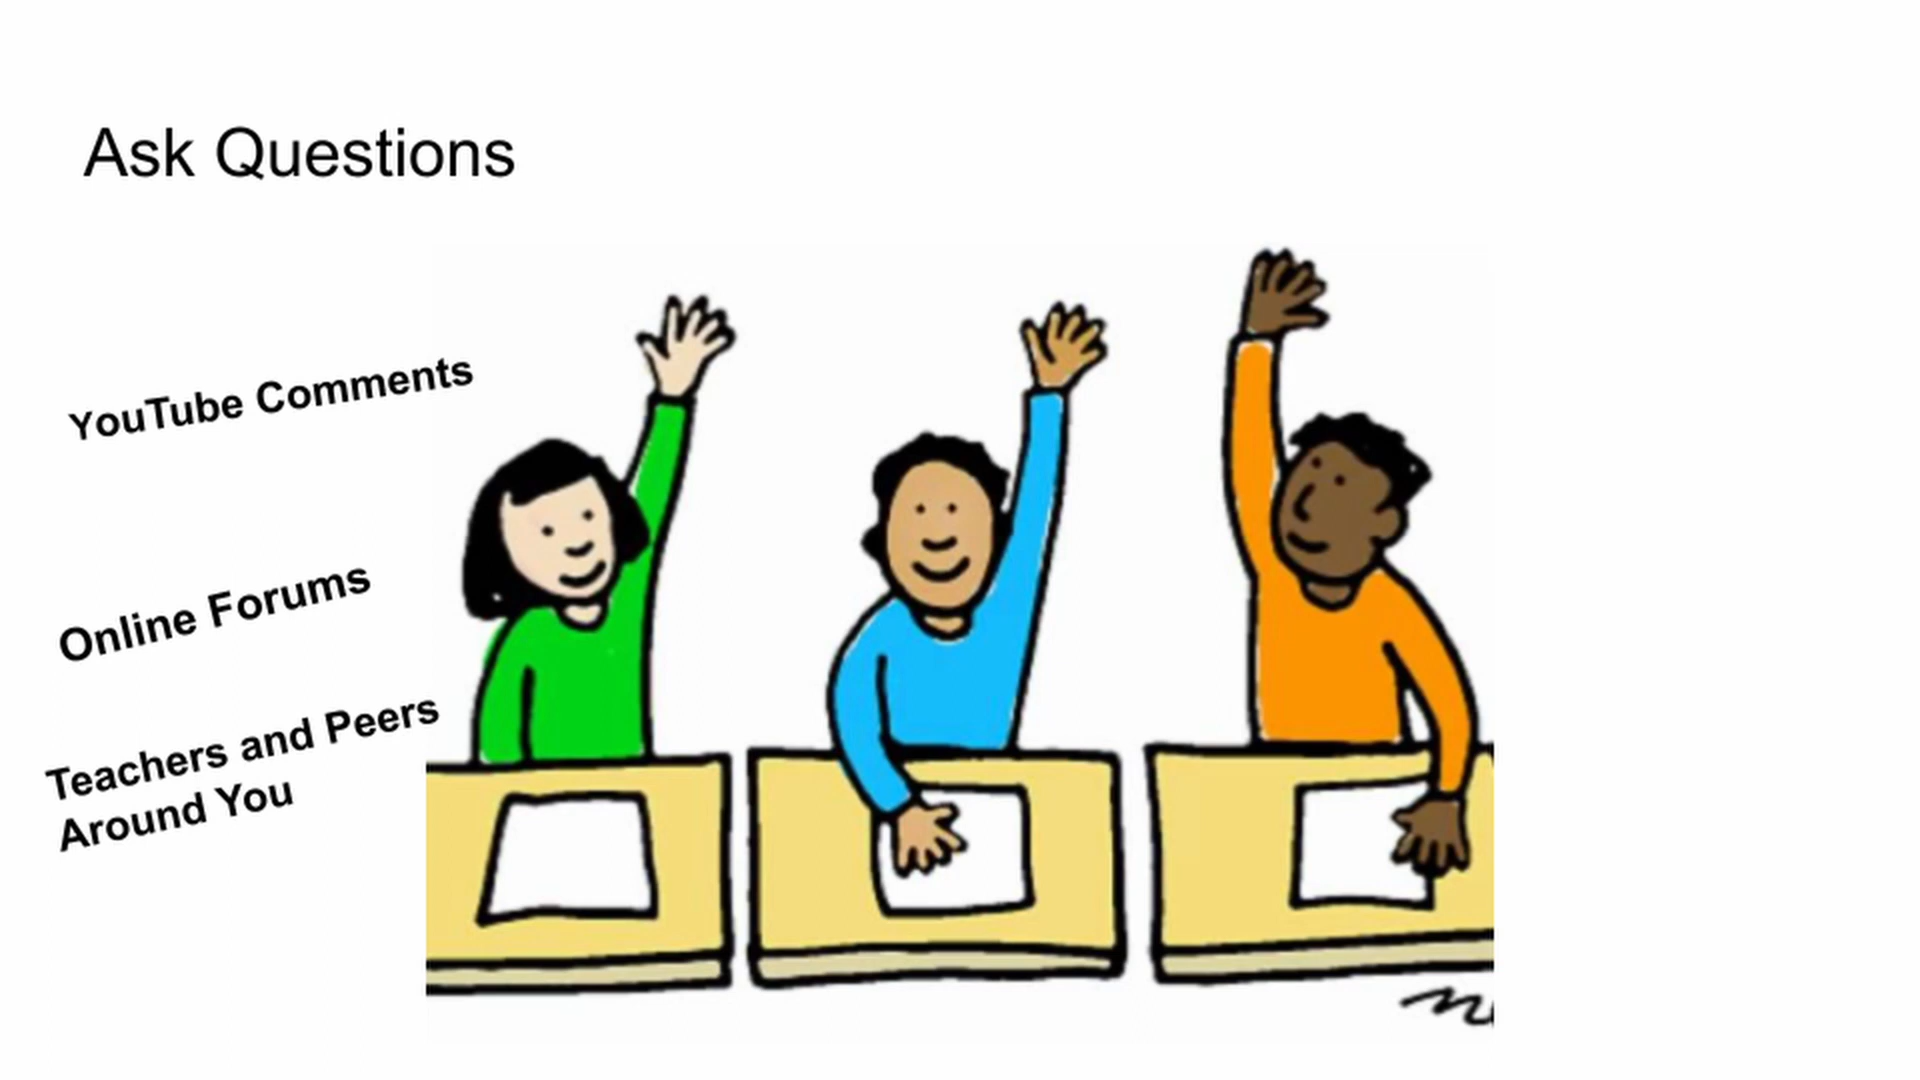 Ask Questions
YouTube Comments
Online Forums
Teachers and Peers
Around You